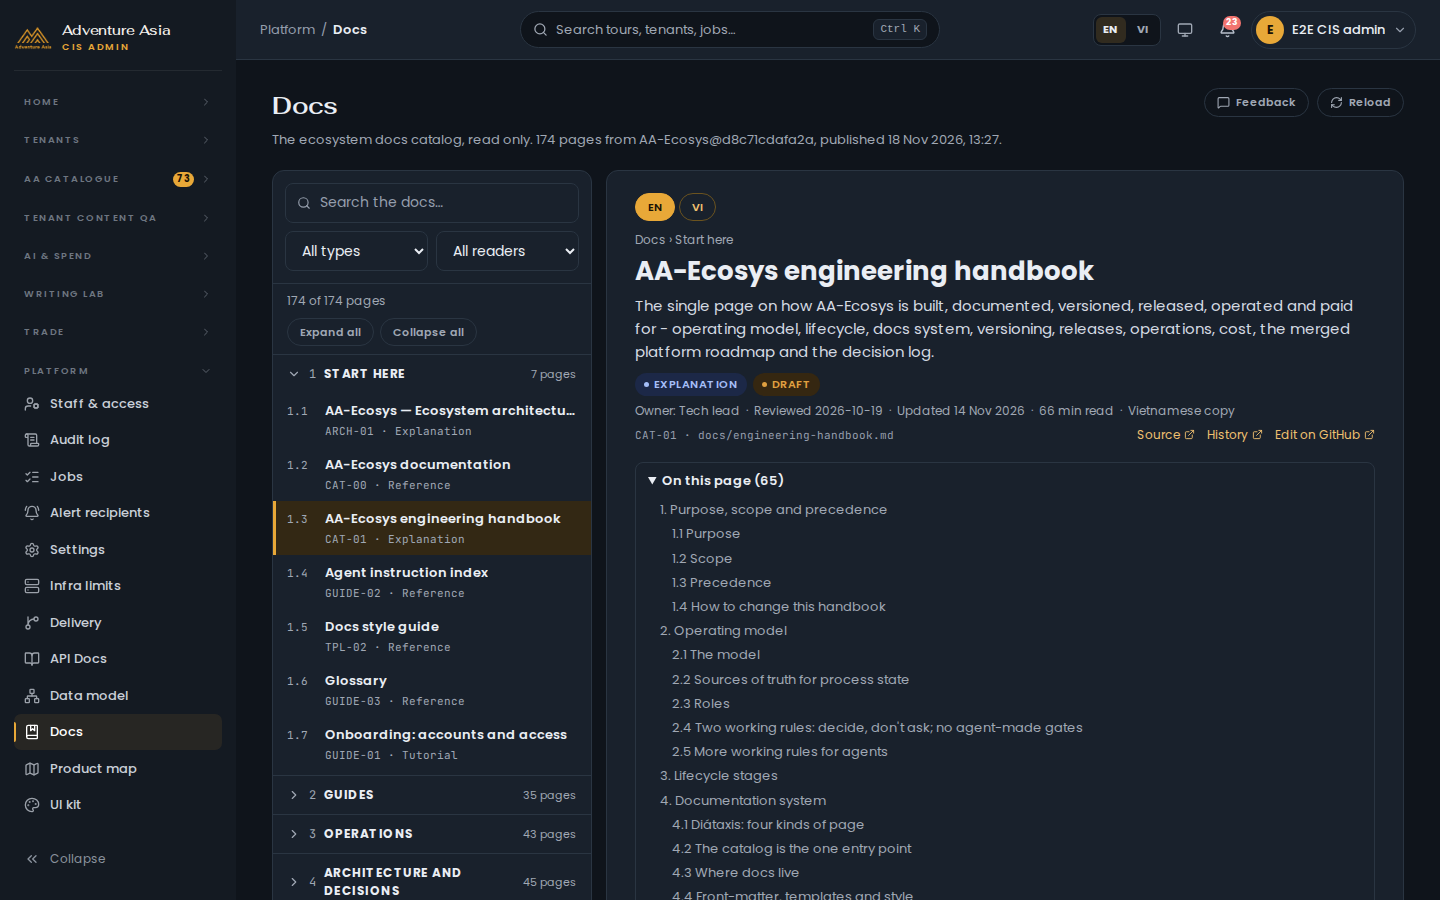 Adventure Asia
Adventure Asia
CIS ADMIN
HOME
TENANTS
AA CATALOGUE
73
TENANT CONTENT QA
AI & SPEND
WRITING LAB
TRADE
PLATFORM
Staff & access
Audit log
Jobs
Alert recipients
Settings
Infra limits
Delivery
API Docs
Data model
Docs
Product map
UI kit
Collapse
Platform / Docs
Search tours, tenants, jobs...
Ctrl K
EN VI
23
E E2E CIS admin
Docs
The ecosystem docs catalog, read only. 174 pages from AA-Ecosys@d8c71cdafa2a, published 18 Nov 2026, 13:27.
Feedback
Reload
Search the docs...
All types
All readers
174 of 174 pages
Expand all
Collapse all
1 START HERE 7 pages
1.1 AA-Ecosys — Ecosystem architectu...
ARCH-01 · Explanation
1.2 AA-Ecosys documentation
CAT-00 · Reference
1.3 AA-Ecosys engineering handbook
CAT-01 · Explanation
1.4 Agent instruction index
GUIDE-02 · Reference
1.5 Docs style guide
TPL-02 · Reference
1.6 Glossary
GUIDE-03 · Reference
1.7 Onboarding: accounts and access
GUIDE-01 · Tutorial
2 GUIDES 35 pages
3 OPERATIONS 43 pages
4 ARCHITECTURE AND DECISIONS 45 pages
EN VI
Docs › Start here
AA-Ecosys engineering handbook
The single page on how AA-Ecosys is built, documented, versioned, released, operated and paid
for - operating model, lifecycle, docs system, versioning, releases, operations, cost, the merged
platform roadmap and the decision log.
EXPLANATION
DRAFT
Owner: Tech lead · Reviewed 2026-10-19 · Updated 14 Nov 2026 · 66 min read · Vietnamese copy
CAT-01 · docs/engineering-handbook.md
Source
History
Edit on GitHub
On this page (65)
1. Purpose, scope and precedence
1.1 Purpose
1.2 Scope
1.3 Precedence
1.4 How to change this handbook
2. Operating model
2.1 The model
2.2 Sources of truth for process state
2.3 Roles
2.4 Two working rules: decide, don't ask; no agent-made gates
2.5 More working rules for agents
3. Lifecycle stages
4. Documentation system
4.1 Diátaxis: four kinds of page
4.2 The catalog is the one entry point
4.3 Where docs live
4.4 Front-matter, templates and style